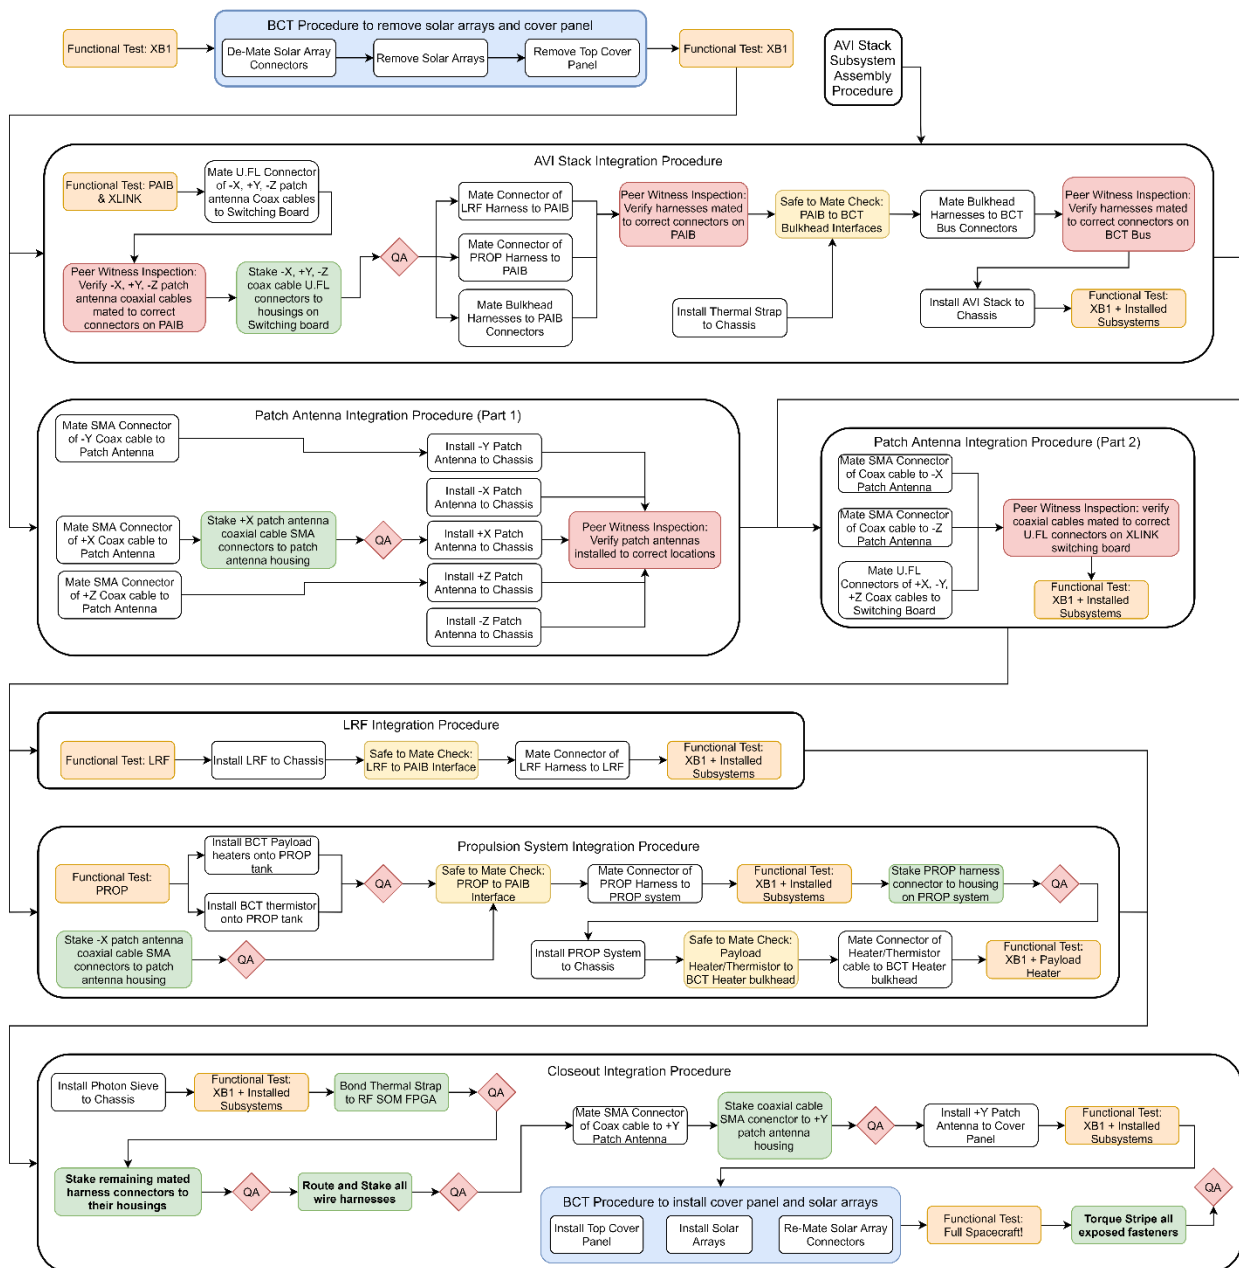 BCT Procedure to remove solar arrays and cover panel
Functional Test: XB1
De-Mate Solar Array
Connectors
Remove Solar Arrays
Remove Top Cover
Panel
Functional Test: XB1
AVI Stack
Subsystem
Assembly
Procedure
AVI Stack Integration Procedure
Functional Test: PAIB
& XLINK
Mate U.FL Connector
of -X, +Y, -Z patch
antenna Coax cables
to Switching Board
Peer Witness Inspection:
Verify -X, +Y, -Z patch
antenna coaxial cables
mated to correct
connectors on PAIB
Stake -X, +Y, -Z
coax cable U.FL
connectors to
housings on
Switching board
QA
Mate Connector of
LRF Harness to PAIB
Mate Connector of
PROP Harness to
PAIB
Mate Bulkhead
Harnesses to PAIB
Connectors
Peer Witness Inspection:
Verify harnesses mated
to correct connectors on
PAIB
Install Thermal Strap
to Chassis
Safe to Mate Check:
PAIB to BCT
Bulkhead Interfaces
Mate Bulkhead
Harnesses to BCT
Bus Connectors
Peer Witness Inspection:
Verify harnesses mated
to correct connectors on
BCT Bus
Install AVI Stack to
Chassis
Functional Test:
XB1 + Installed
Subsystems
Patch Antenna Integration Procedure (Part 1)
Mate SMA Connector
of -Y Coax cable to
Patch Antenna
Install -Y Patch
Antenna to Chassis
Install -X Patch
Antenna to Chassis
Mate SMA Connector
of +X Coax cable to
Patch Antenna
Stake +X patch antenna
coaxial cable SMA
connectors to patch
antenna housing
QA
Install +X Patch
Antenna to Chassis
Mate SMA Connector
of +Z Coax cable to
Patch Antenna
Install +Z Patch
Antenna to Chassis
Install -Z Patch
Antenna to Chassis
Peer Witness Inspection:
Verify patch antennas
installed to correct
locations
Patch Antenna Integration Procedure (Part 2)
Mate SMA Connector
of Coax cable to -X
Patch Antenna
Mate SMA Connector
of Coax cable to -Z
Patch Antenna
Mate U.FL
Connectors of +X, -Y,
+Z Coax cables to
Switching Board
Peer Witness Inspection: verify
coaxial cables mated to correct
U.FL connectors on XLINK
switching board
Functional Test:
XB1 + Installed
Subsystems
LRF Integration Procedure
Functional Test: LRF
Install LRF to Chassis
Safe to Mate Check:
LRF to PAIB Interface
Mate Connector of
LRF Harness to LRF
Functional Test:
XB1 + Installed
Subsystems
Propulsion System Integration Procedure
Functional Test:
PROP
Install BCT Payload
heaters onto PROP
tank
Install BCT thermistor
onto PROP tank
QA
Stake -X patch antenna
coaxial cable SMA
connectors to patch
antenna housing
QA
Safe to Mate Check:
PROP to PAIB
Interface
Mate Connector of
PROP Harness to
PROP system
Functional Test:
XB1 + Installed
Subsystems
Stake PROP harness
connector to housing
on PROP system
QA
Install PROP System
to Chassis
Safe to Mate Check:
Payload
Heater/Thermistor to
BCT Heater bulkhead
Mate Connector of
Heater/Thermistor
cable to BCT Heater
bulkhead
Functional Test:
XB1 + Payload
Heater
Closeout Integration Procedure
Install Photon Sieve
to Chassis
Functional Test:
XB1 + Installed
Subsystems
Bond Thermal Strap
to RF SOM FPGA
QA
Stake remaining mated
harness connectors to
their housings
QA
Route and Stake all
wire harnesses
QA
Mate SMA Connector
of Coax cable to +Y
Patch Antenna
Stake coaxial cable
SMA conenctor to +Y
patch antenna
housing
QA
Install +Y Patch
Antenna to Cover
Panel
Functional Test:
XB1 + Installed
Subsystems
BCT Procedure to install cover panel and solar arrays
Install Top Cover
Panel
Install Solar
Arrays
Re-Mate Solar Array
Connectors
Functional Test:
Full Spacecraft!
Torque Stripe all
exposed fasteners
QA